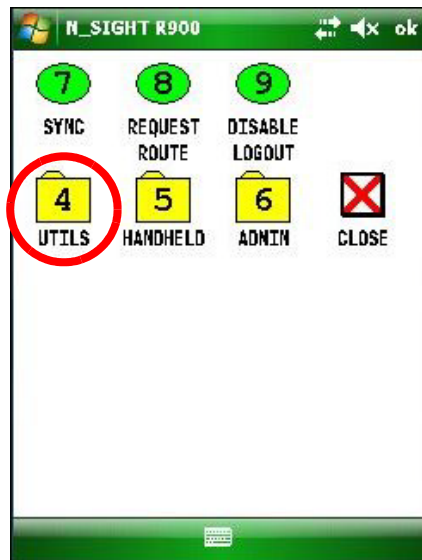 N_SIGHT R900 ok
7 8 9
SYNC REQUEST ROUTE DISABLE LOGOUT
4 5 6
UTILS HANDHELD ADMIN CLOSE